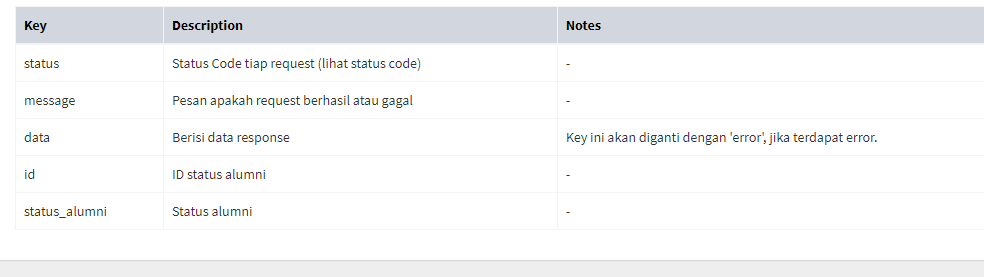 Key Description Notes
status Status Code tiap request (lihat status code) -
message Pesan apakah request berhasil atau gagal -
data Berisi data response Key ini akan diganti dengan 'error', jika terdapat error.
id ID status alumni -
status_alumni Status alumni -